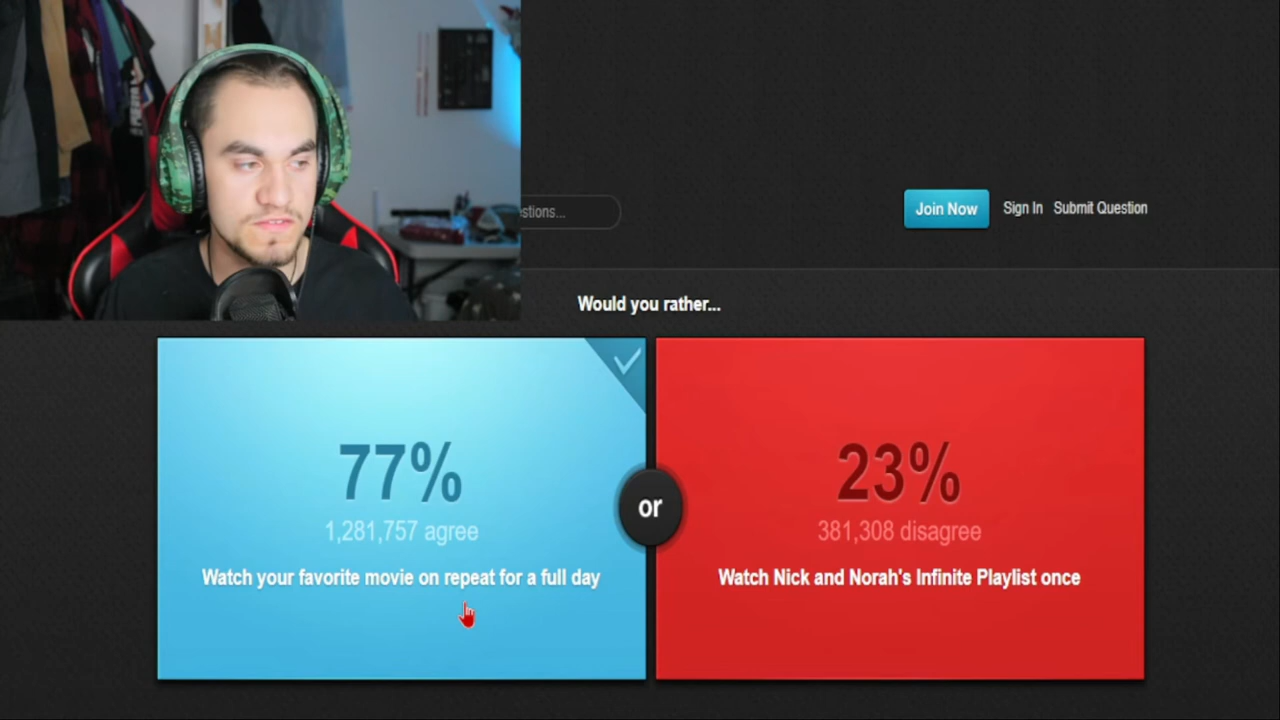 estions...
Join Now
Sign In
Submit Question
Would you rather...
77%
1,281,757 agree
Watch your favorite movie on repeat for a full day
or
23%
381,308 disagree
Watch Nick and Norah's Infinite Playlist once